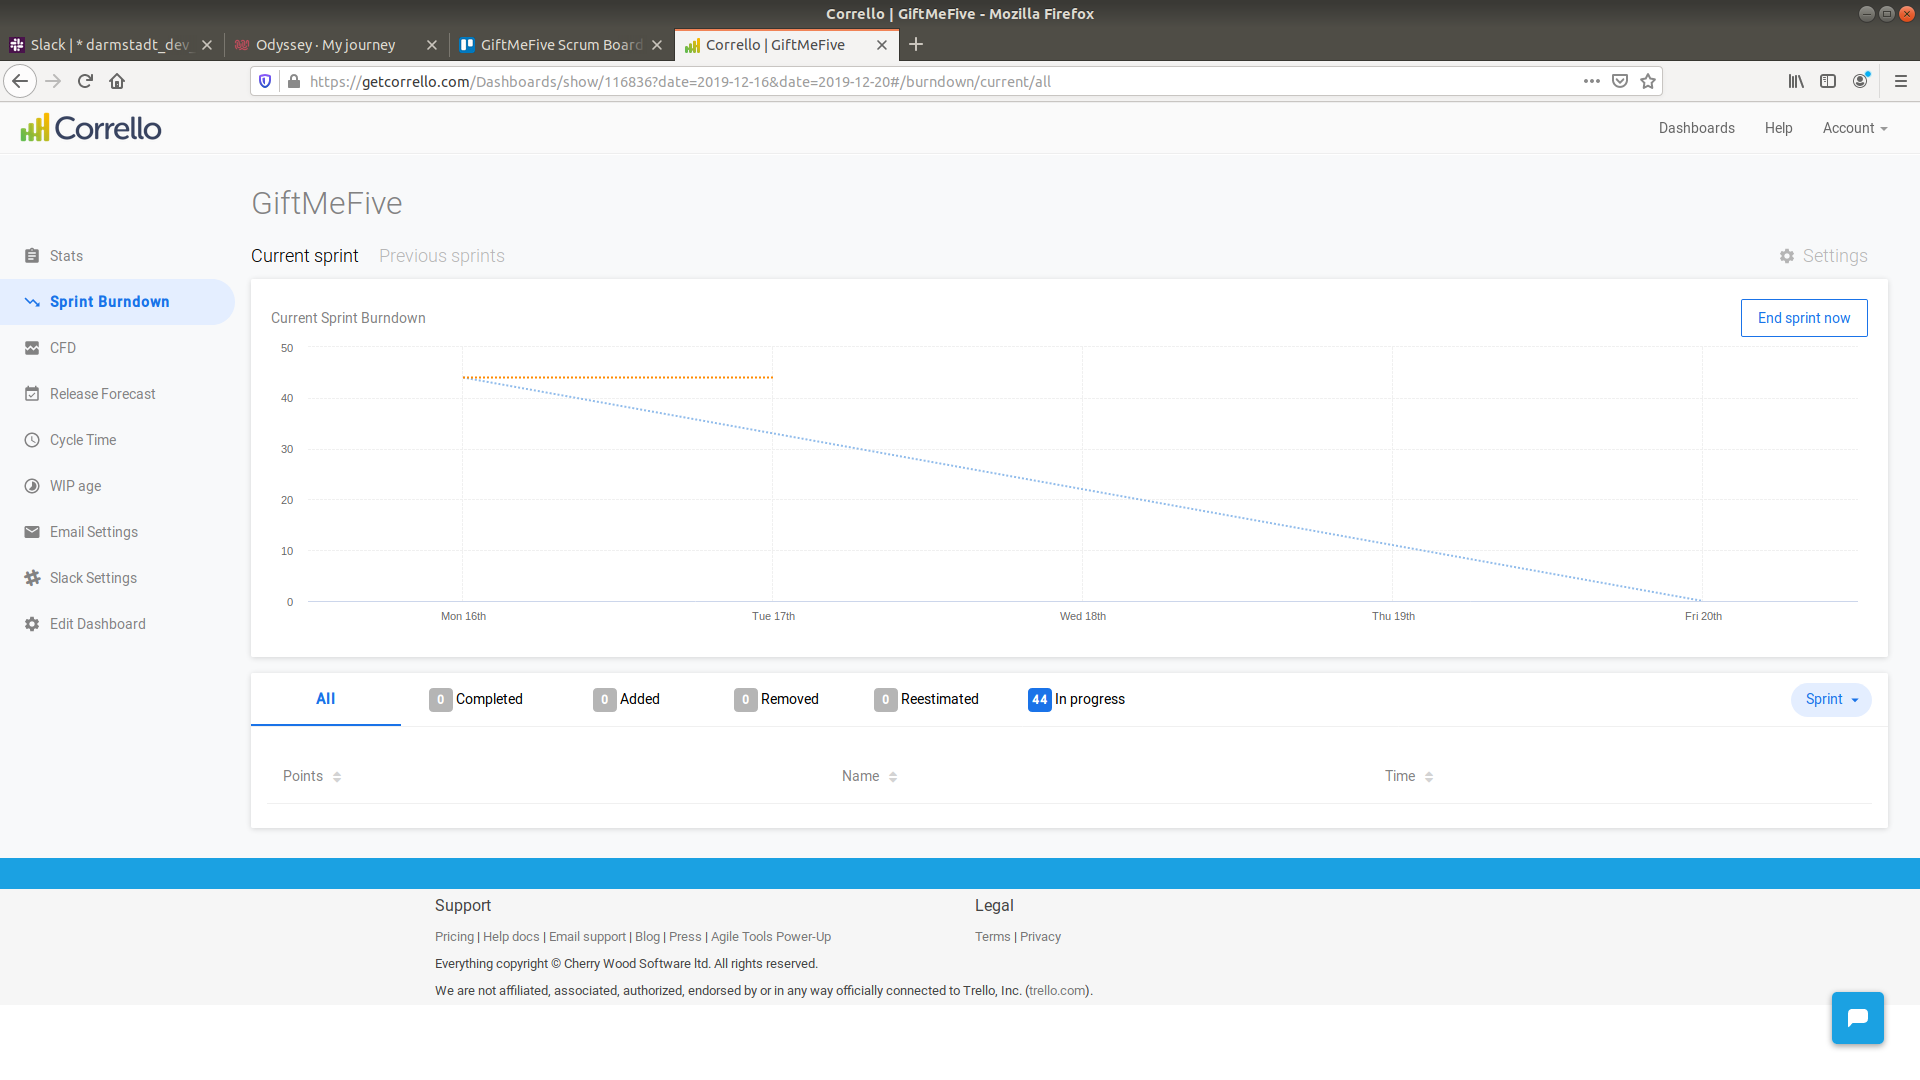 Corrello | GiftMeFive - Mozilla Firefox
Slack | * darmstadt_dev_
Odyssey · My journey
GiftMeFive Scrum Board
Corrello | GiftMeFive
https://getcorrello.com/Dashboards/show/116836?date=2019-12-16&date=2019-12-20#/burndown/current/all
Corrello
Dashboards
Help
Account
GiftMeFive
Stats
Sprint Burndown
CFD
Release Forecast
Cycle Time
WIP age
Email Settings
Slack Settings
Edit Dashboard
Current sprint
Previous sprints
Settings
Current Sprint Burndown
End sprint now
50
40
30
20
10
0
Mon 16th
Tue 17th
Wed 18th
Thu 19th
Fri 20th
All
0 Completed
0 Added
0 Removed
0 Reestimated
44 In progress
Sprint
Points
Name
Time
Support
Pricing | Help docs | Email support | Blog | Press | Agile Tools Power-Up
Everything copyright © Cherry Wood Software ltd. All rights reserved.
We are not affiliated, associated, authorized, endorsed by or in any way officially connected to Trello, Inc. (trello.com).
Legal
Terms | Privacy